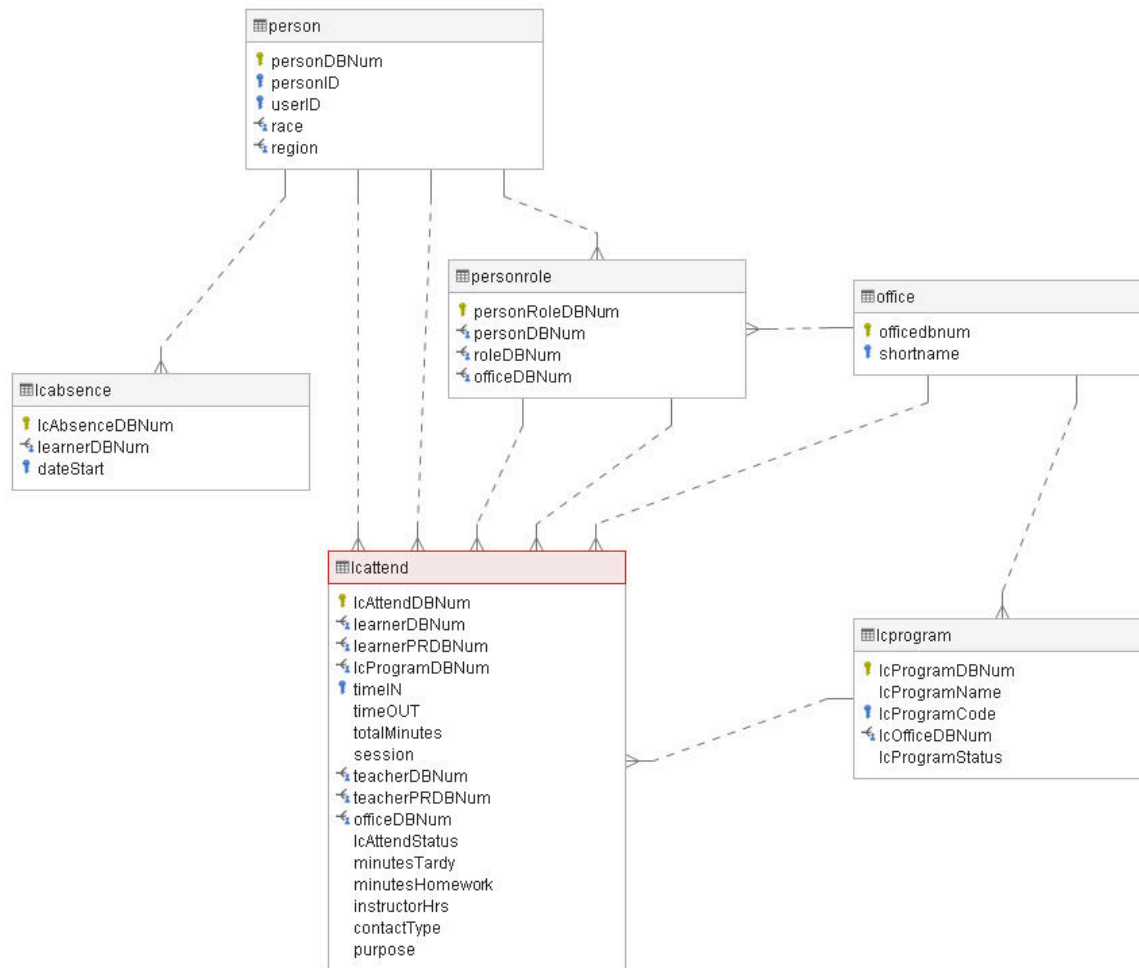 person
personDBNum
personID
userID
race
region
personrole
personRoleDBNum
personDBNum
roleDBNum
officeDBNum
office
officedbnum
shortname
lcabsence
lcAbsenceDBNum
learnerDBNum
dateStart
lcattend
lcAttendDBNum
learnerDBNum
learnerPRDBNum
lcProgramDBNum
timeIN
timeOUT
totalMinutes
session
teacherDBNum
teacherPRDBNum
officeDBNum
lcAttendStatus
minutesTardy
minutesHomework
instructorHrs
contactType
purpose
lcprogram
lcProgramDBNum
lcProgramName
lcProgramCode
lcOfficeDBNum
lcProgramStatus